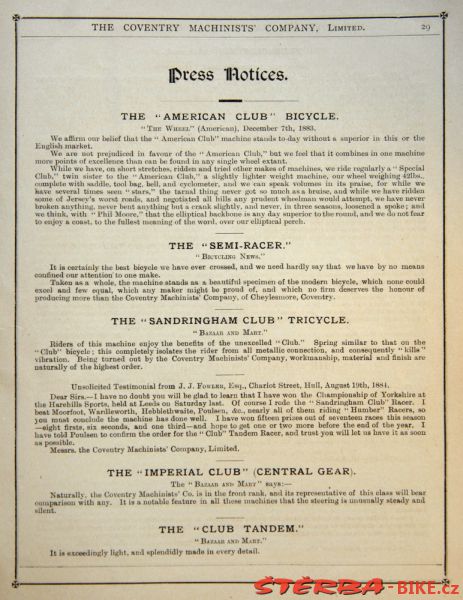 THE COVENTRY MACHINISTS' COMPANY, LIMITED. 29
Press Notices.
THE "AMERICAN CLUB" BICYCLE.
"THE WHEEL" (American), December 7th, 1883.
We affirm our belief that the "American Club" machine stands to-day without a superior in this or the
English market.
We are not prejudiced in favour of the "American Club," but we feel that it combines in one machine
more points of excellence than can be found in any single wheel extant.
While we have, on short stretches, ridden and tried other makes of machines, we ride regularly a "Special
Club," twin sister to the "American Club," a slightly lighter weight machine, our wheel weighing
complete with saddle, tool bag, bell, and cyclometer, and we can speak volumes in its praise, for while we
have several times seen "stars," the tarnal thing never got so much as a bruise, and while we have ridden
some of Jersey's worst roads, and negotiated all hills any prudent wheelman would attempt, we have never
broken anything, never bent anything but a crank slightly, and never, in three seasons, loosened a spoke; and
we think, with "Phil Moore," that the elliptical backbone is any day superior to the round, and we do not fear
to enjoy a coast, to the fullest meaning of the word, over our elliptical perch.
THE "SEMI-RACER."
"BICYCLING NEWS."
It is certainly the best bicycle we have ever crossed, and we need hardly say that we have by no means
confined our attention to one make.
Taken as a whole, the machine stands as a beautiful specimen of the modern bicycle, which none could
excel and few equal, which any maker might be proud of, and which no firm deserves the honour of
producing more than the Coventry Machinists' Company, of Cheylesmore, Coventry.
THE "SANDRINGHAM CLUB" TRICYCLE.
"BAZAAR AND MART."
Riders of this machine enjoy the benefits of the unexcelled "Club." Spring similar to that on the
"Club" bicycle; this completely isolates the rider from all metallic connection, and consequently "kills"
vibration. Being turned out by the Coventry Machinists' Company, workmanship, material and finish are
naturally of the highest order.
Unsolicited Testimonial from J. J. FOWLER, Esq., Chariot Street, Hull, August 19th, 1884.
Dear Sirs,—I have no doubt you will be glad to learn that I have won the Championship of Yorkshire at
the Harehills Sports, held at Leeds on Saturday last. Of course I rode the "Sandringham Club" Racer. I
beat Moorfoot, Wardlesworth, Hebblethwaite, Poulsen, &c., nearly all of them riding "Humber" Racers, so
you must conclude the machine has done well. I have won fifteen prizes out of seventeen races this season
—eight firsts, six seconds, and one third—and hope to get one or two more before the end of the year. I
have told Poulsen to confirm the order for the "Club" Tandem Racer, and trust you will let us have it as soon
as possible.
Messrs. the Coventry Machinists' Company, Limited.
THE "IMPERIAL CLUB" (CENTRAL GEAR).
The "BAZAAR AND MART" says:—
Naturally, the Coventry Machinists' Co. is in the front rank, and its representative of this class will bear
comparison with any. It is a notable feature in all these machines that the steering is unusually steady and
silent.
THE "CLUB TANDEM."
"BAZAAR AND MART."
It is exceedingly light, and splendidly made in every detail.
ŠTĚRBA-BIKE.cz